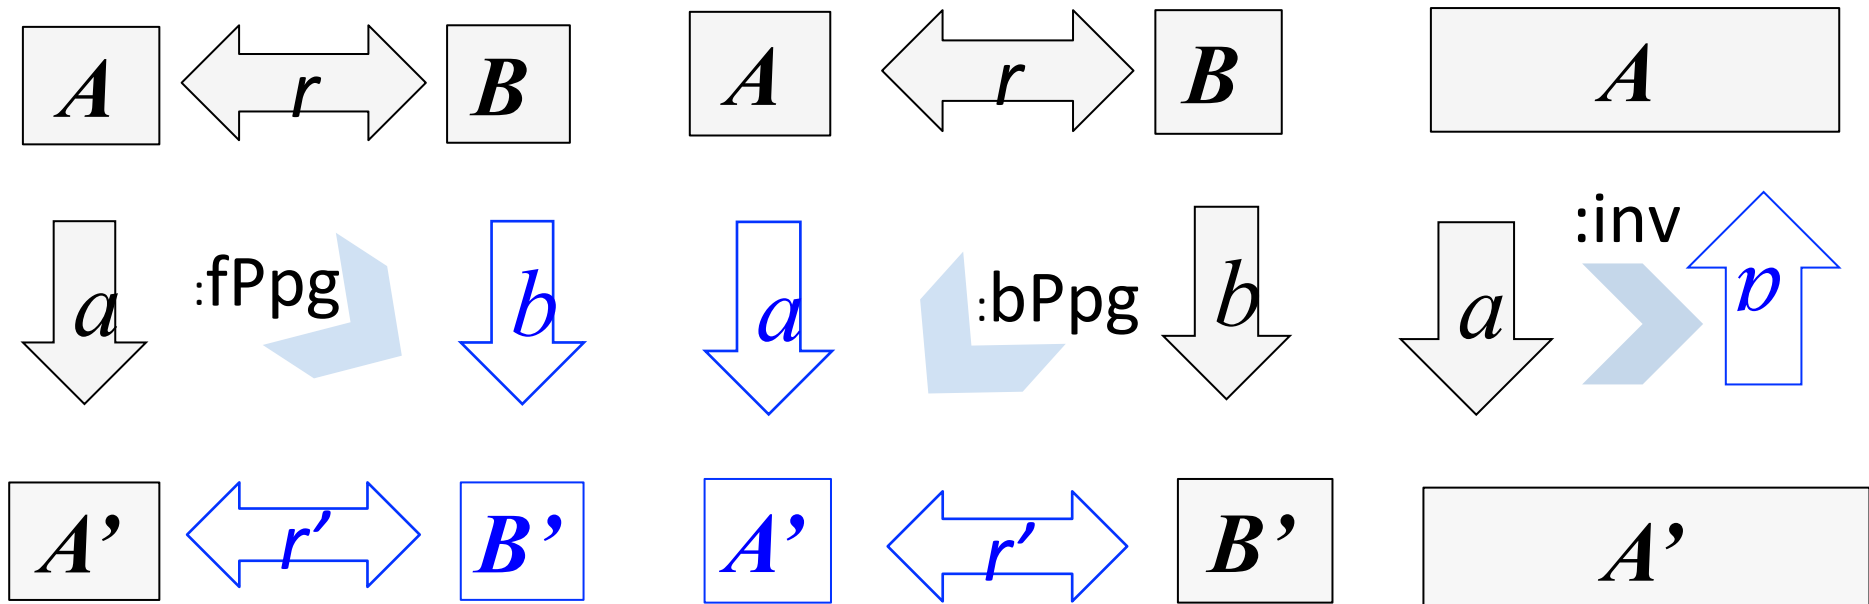 A r B A r B A
:inv
a :fPpg b a :bPpg b a a
A' r' B' A' r' B' A'